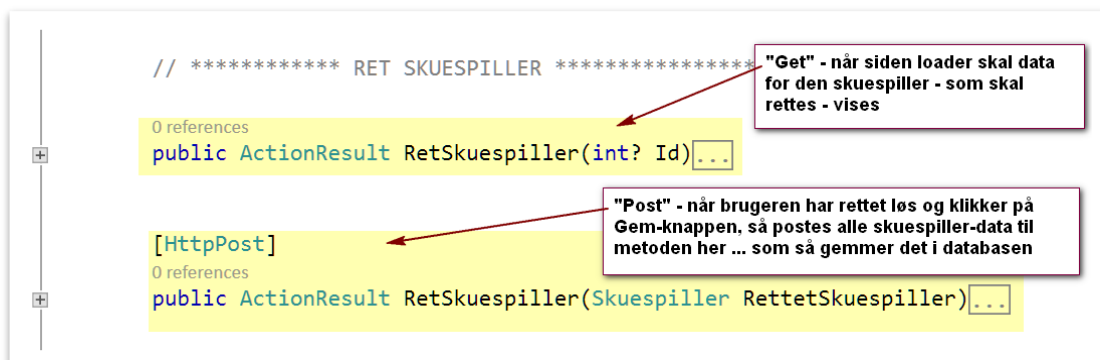 // ************ RET SKUESPILLER ****************
"Get" - når siden loader skal data
for den skuespiller - som skal
rettes - vises
0 references
public ActionResult RetSkuespiller(int? Id)...
"Post" - når brugeren har rettet løs og klikker på
Gem-knappen, så postes alle skuespiller-data til
metoden her ... som så gemmer det i databasen
[HttpPost]
0 references
public ActionResult RetSkuespiller(Skuespiller RettetSkuespiller)...